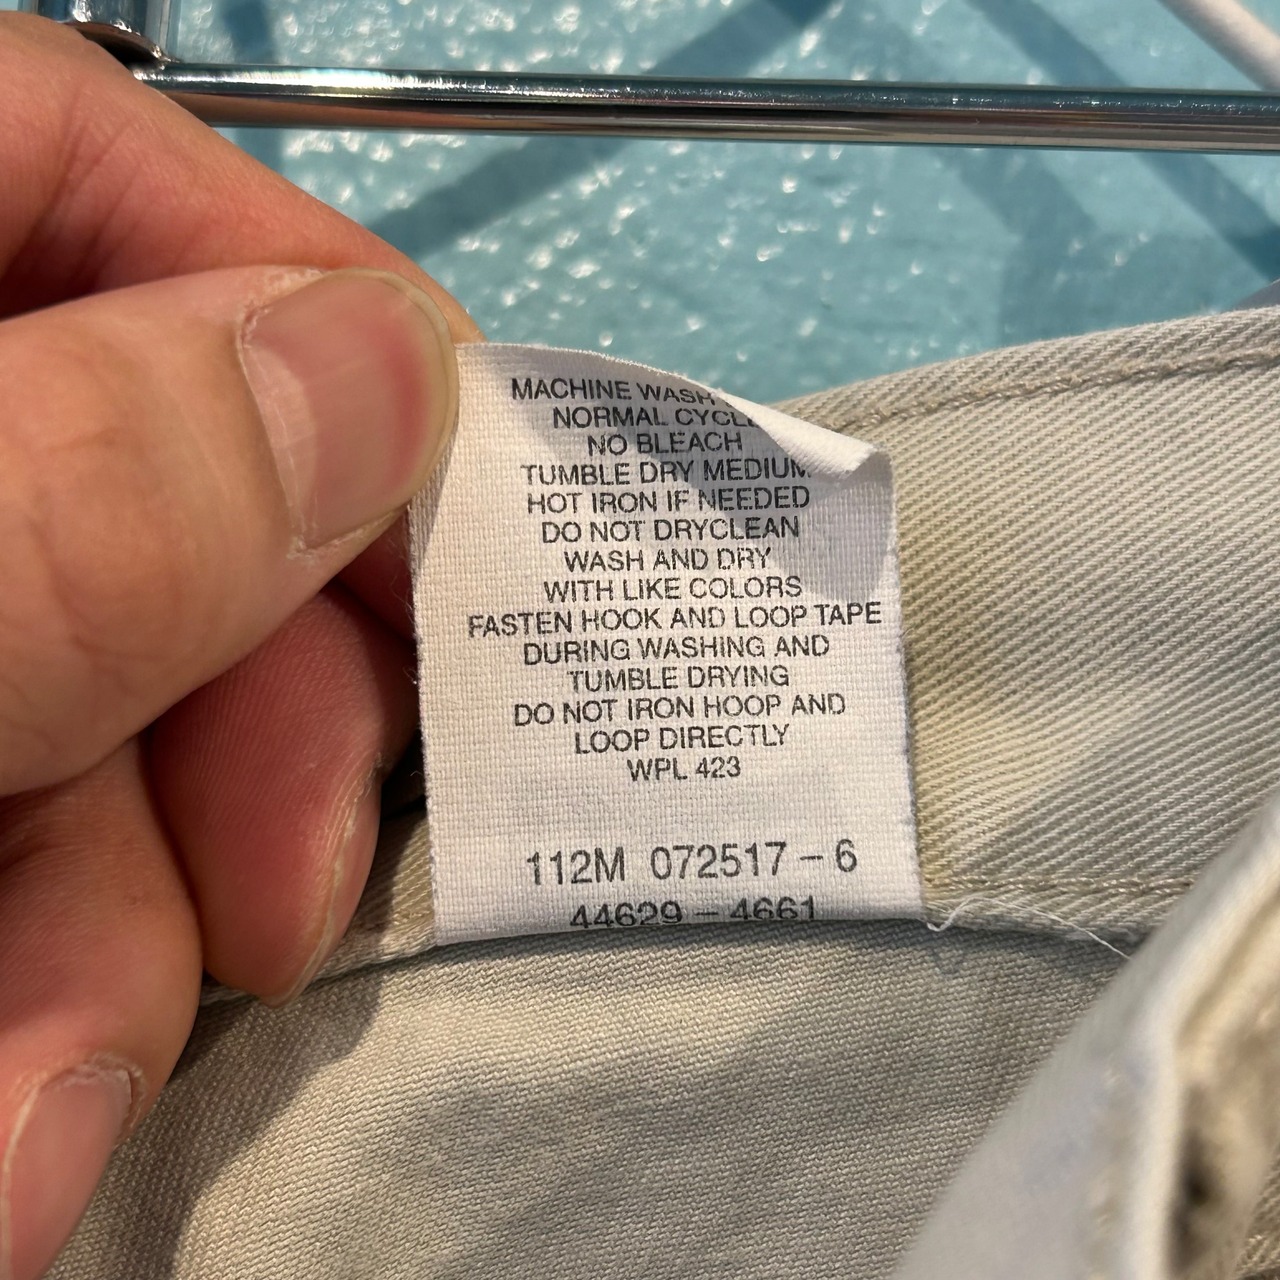 MACHINE WASH
NORMAL CYCLE
NO BLEACH
TUMBLE DRY MEDIUM
HOT IRON IF NEEDED
DO NOT DRYCLEAN
WASH AND DRY
WITH LIKE COLORS
FASTEN HOOK AND LOOP TAPE
DURING WASHING AND
TUMBLE DRYING
DO NOT IRON HOOP AND
LOOP DIRECTLY
WPL 423
112M 072517 – 6
44629 – 4661